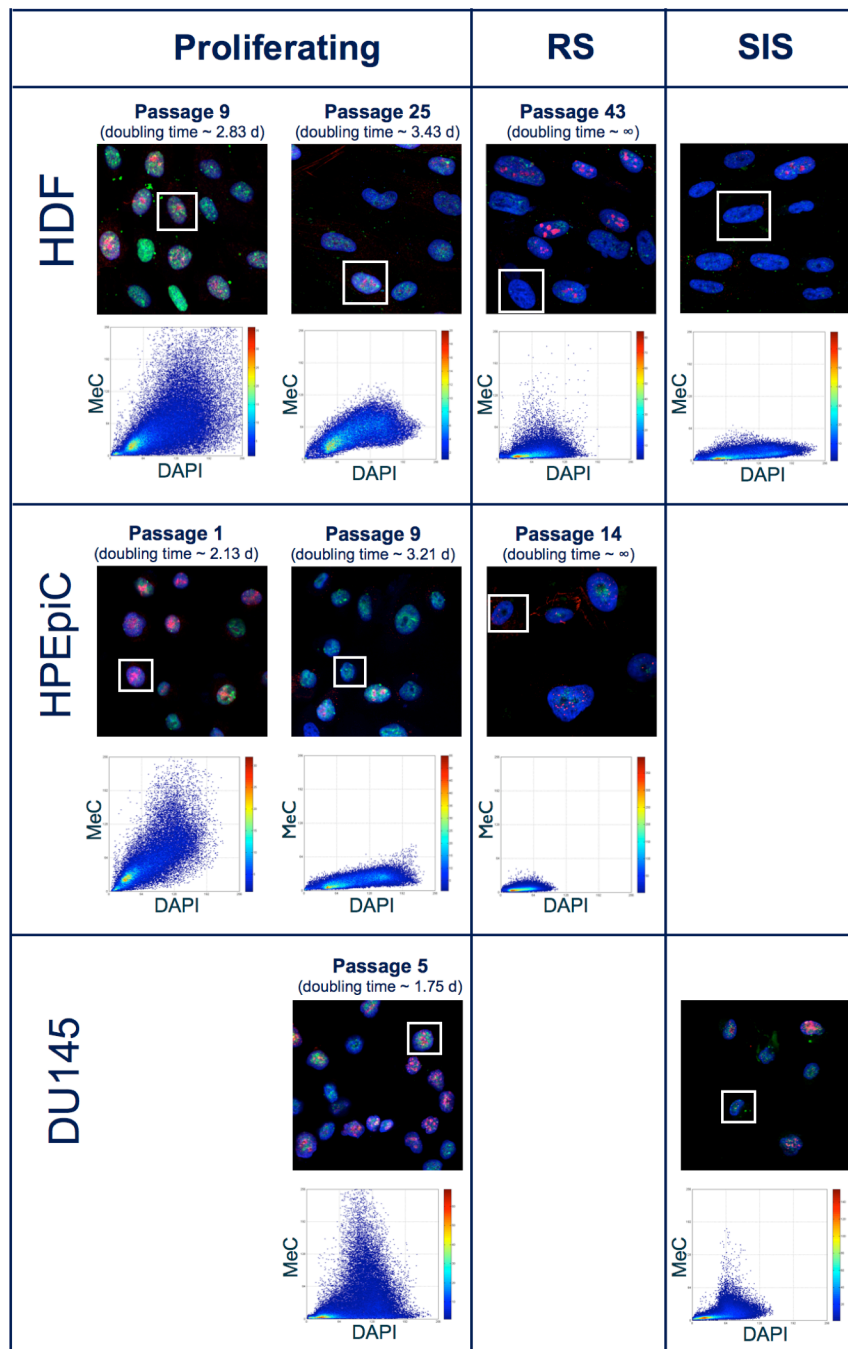 Proliferating
RS
SIS
HDF
Passage 9
(doubling time ~ 2.83 d)
Passage 25
(doubling time ~ 3.43 d)
Passage 43
(doubling time ~ ∞)
MeC
DAPI
MeC
DAPI
MeC
DAPI
MeC
DAPI
HPEpiC
Passage 1
(doubling time ~ 2.13 d)
Passage 9
(doubling time ~ 3.21 d)
Passage 14
(doubling time ~ ∞)
MeC
DAPI
MeC
DAPI
MeC
DAPI
DU145
Passage 5
(doubling time ~ 1.75 d)
MeC
DAPI
MeC
DAPI